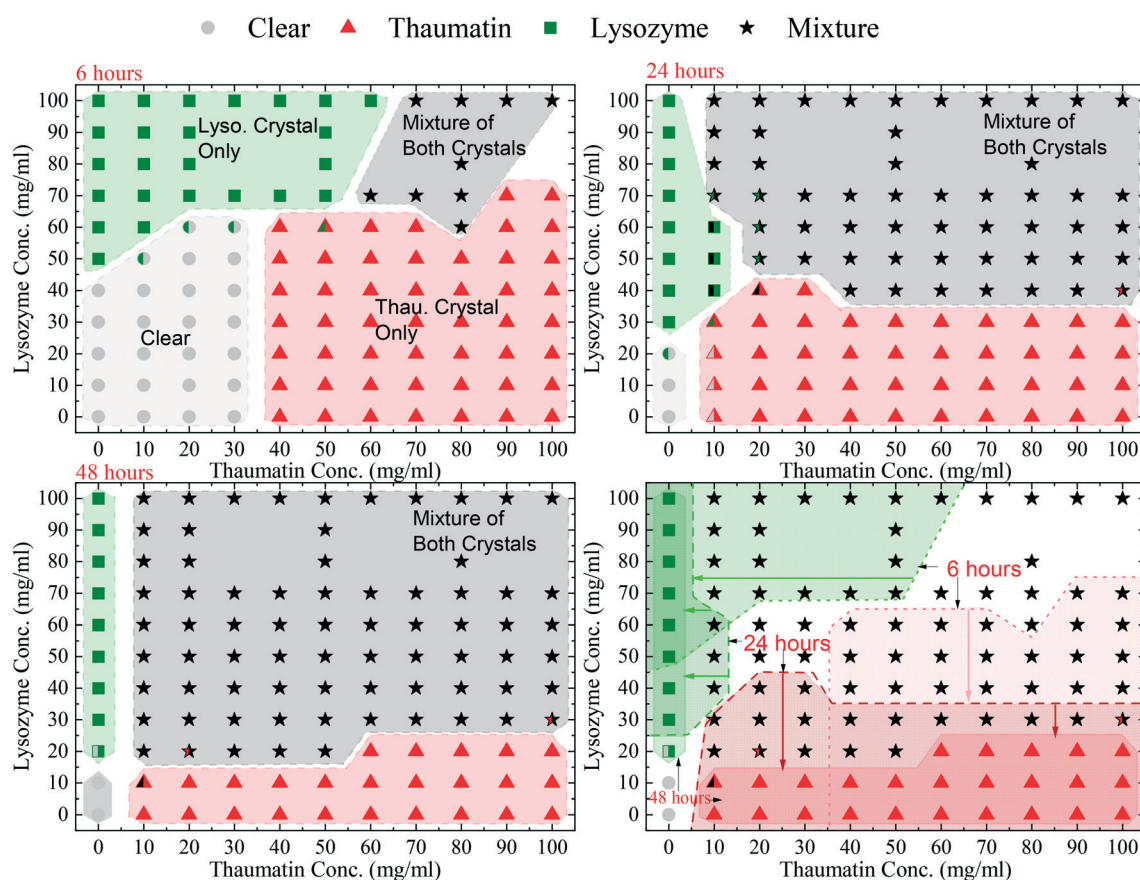 Clear Thaumatin Lysozyme Mixture
6 hours
Lysozyme Conc. (mg/ml)
100
90
80
70
60
50
40
30
20
10
0
Lyso. Crystal
Only
Mixture of
Both Crystals
Clear
Thau. Crystal
Only
0 10 20 30 40 50 60 70 80 90 100
Thaumatin Conc. (mg/ml)
24 hours
Lysozyme Conc. (mg/ml)
100
90
80
70
60
50
40
30
20
10
0
Mixture of
Both Crystals
0 10 20 30 40 50 60 70 80 90 100
Thaumatin Conc. (mg/ml)
48 hours
Lysozyme Conc. (mg/ml)
100
90
80
70
60
50
40
30
20
10
0
Mixture of
Both Crystals
0 10 20 30 40 50 60 70 80 90 100
Thaumatin Conc. (mg/ml)
Lysozyme Conc. (mg/ml)
100
90
80
70
60
50
40
30
20
10
0
6 hours
24 hours
48 hours
0 10 20 30 40 50 60 70 80 90 100
Thaumatin Conc. (mg/ml)